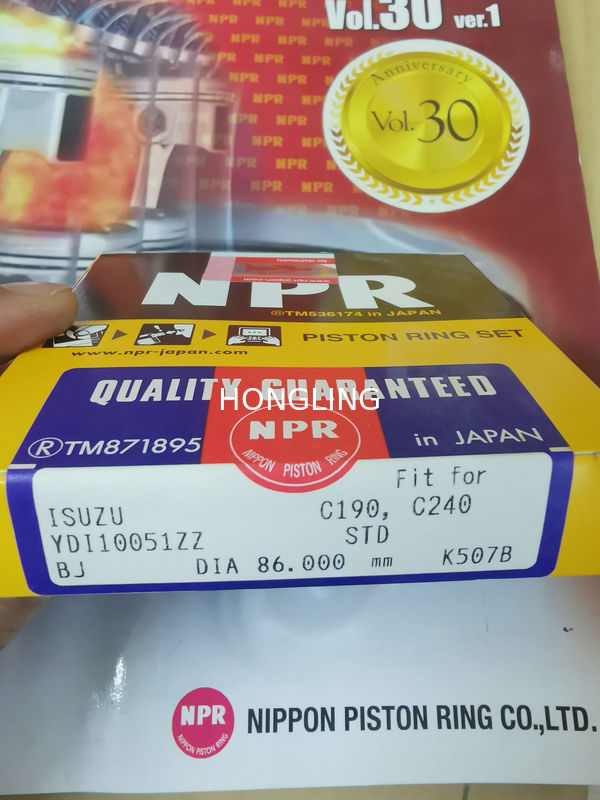 Vol.30 ver.1
Anniversary
Vol. 30
NPR
®TM536174 in JAPAN
PISTON RING SET
www.npr-japan.com
QUALITY GUARANTEED
HONGLING
NPR
NIPPON PISTON RING
®TM871895
in JAPAN
Fit for
ISUZU C190, C240
YDI10051ZZ STD
BJ DIA 86.000 mm K507B
NPR
NIPPON PISTON RING
NIPPON PISTON RING CO.,LTD.